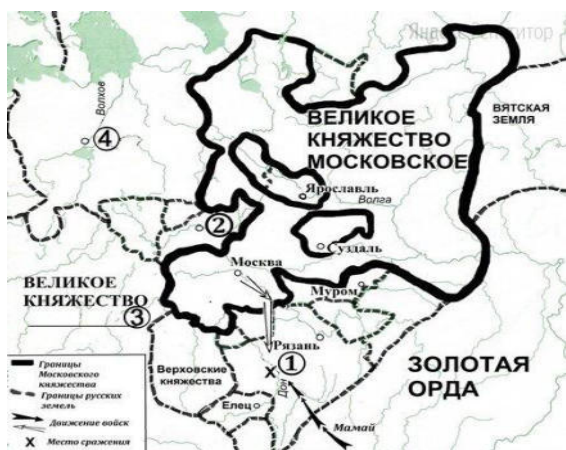 Волхов
④
ВЕЛИКОЕ
КНЯЖЕСТВО
МОСКОВСКОЕ
ВЯТСКАЯ
ЗЕМЛЯ
Ярославль
Волга
②
Суздаль
Москва
ВЕЛИКОЕ
КНЯЖЕСТВО
③
Муром
Рязань
①
Верховские
княжества
ЗОЛОТАЯ
ОРДА
Дон
Елец
Мамай
Границы
Московского
княжества
Границы русских
земель
Движение войск
X Место сражения